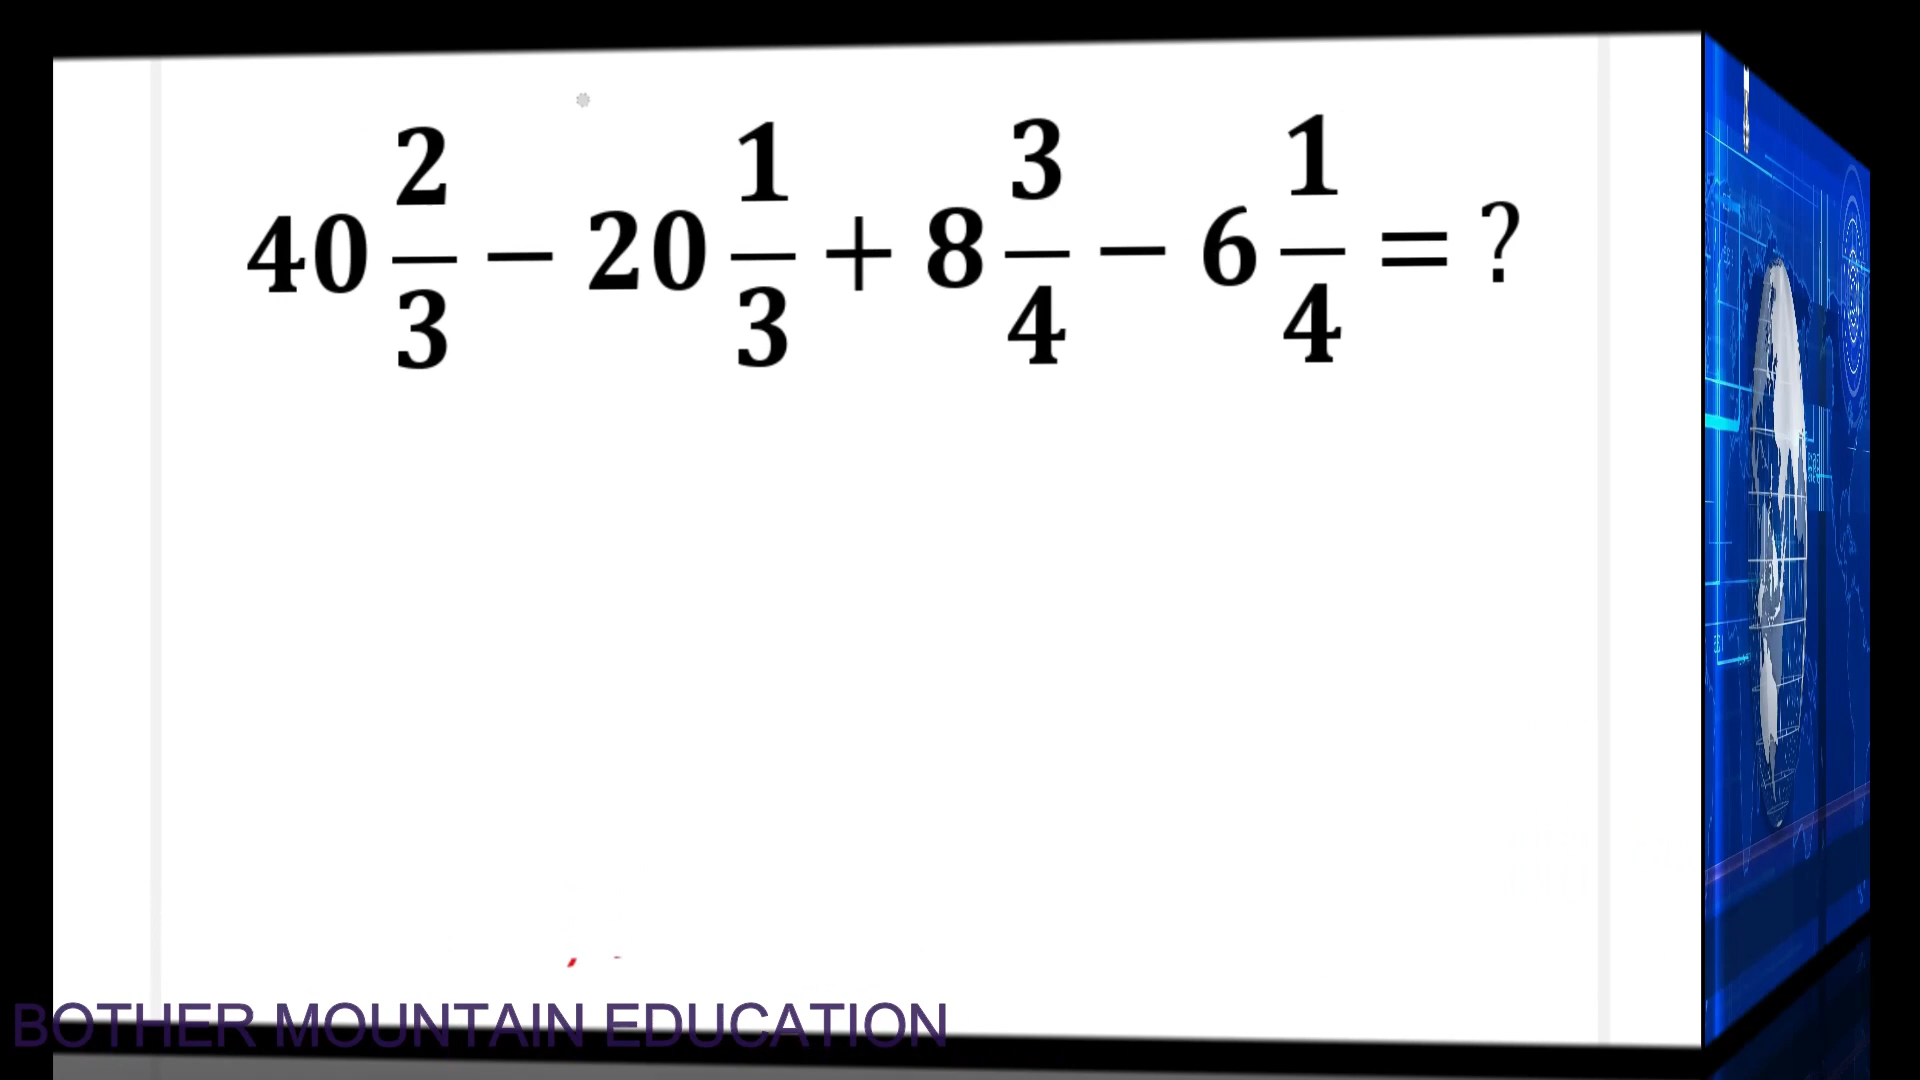 40 2/3 − 20 1/3 + 8 3/4 − 6 1/4 = ?
BOTHER MOUNTAIN EDUCATION